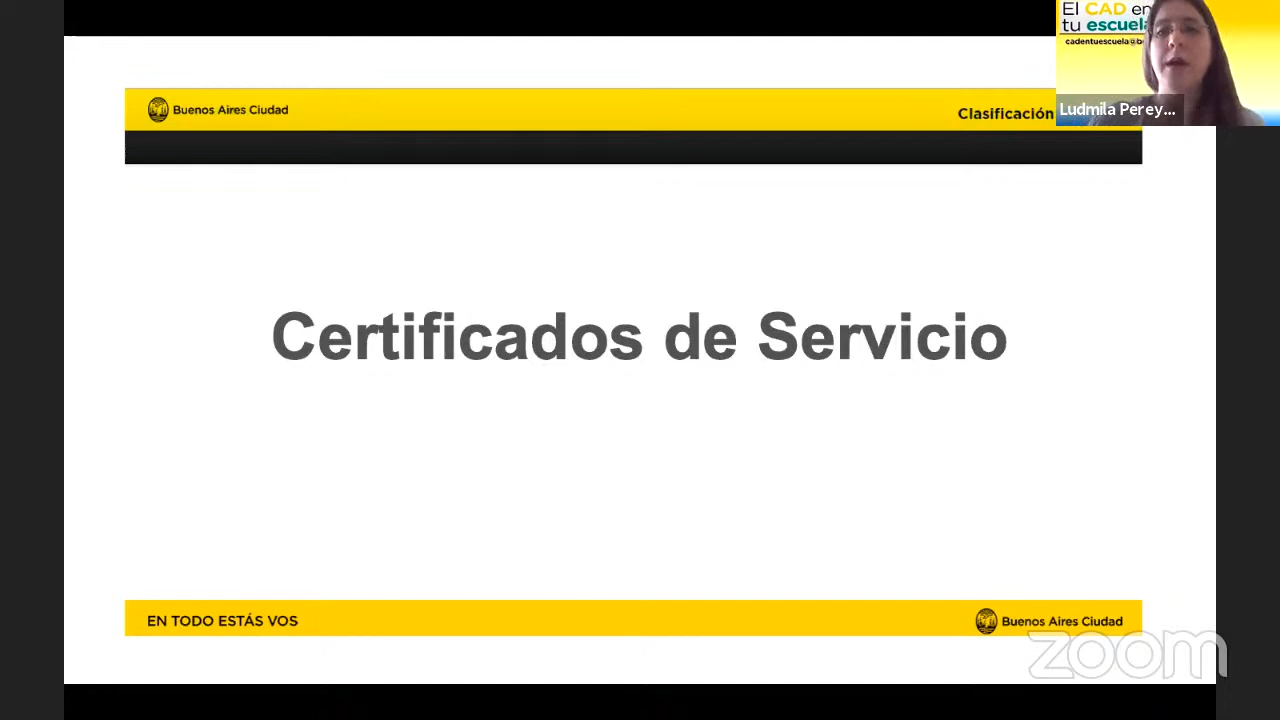 El CAD en
tu escuela
cadentuescuela@b
Ludmila Perey...
Buenos Aires Ciudad
Clasificación
Certificados de Servicio
EN TODO ESTÁS VOS
Buenos Aires Ciudad
zoom